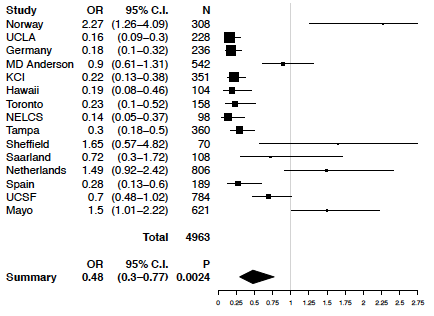 Study OR 95% C.I. N
Norway 2.27 (1.26–4.09) 308
UCLA 0.16 (0.09–0.3) 228
Germany 0.18 (0.1–0.32) 236
MD Anderson 0.9 (0.61–1.31) 542
KCI 0.22 (0.13–0.38) 351
Hawaii 0.19 (0.08–0.46) 104
Toronto 0.23 (0.1–0.52) 158
NELCS 0.14 (0.05–0.37) 98
Tampa 0.3 (0.18–0.5) 360
Sheffield 1.65 (0.57–4.82) 70
Saarland 0.72 (0.3–1.72) 108
Netherlands 1.49 (0.92–2.42) 806
Spain 0.28 (0.13–0.6) 189
UCSF 0.7 (0.48–1.02) 784
Mayo 1.5 (1.01–2.22) 621
Total 4963
OR 95% C.I. P
Summary 0.48 (0.3–0.77) 0.0024
0 0.25 0.5 0.75 1 1.25 1.5 1.75 2 2.25 2.5 2.75